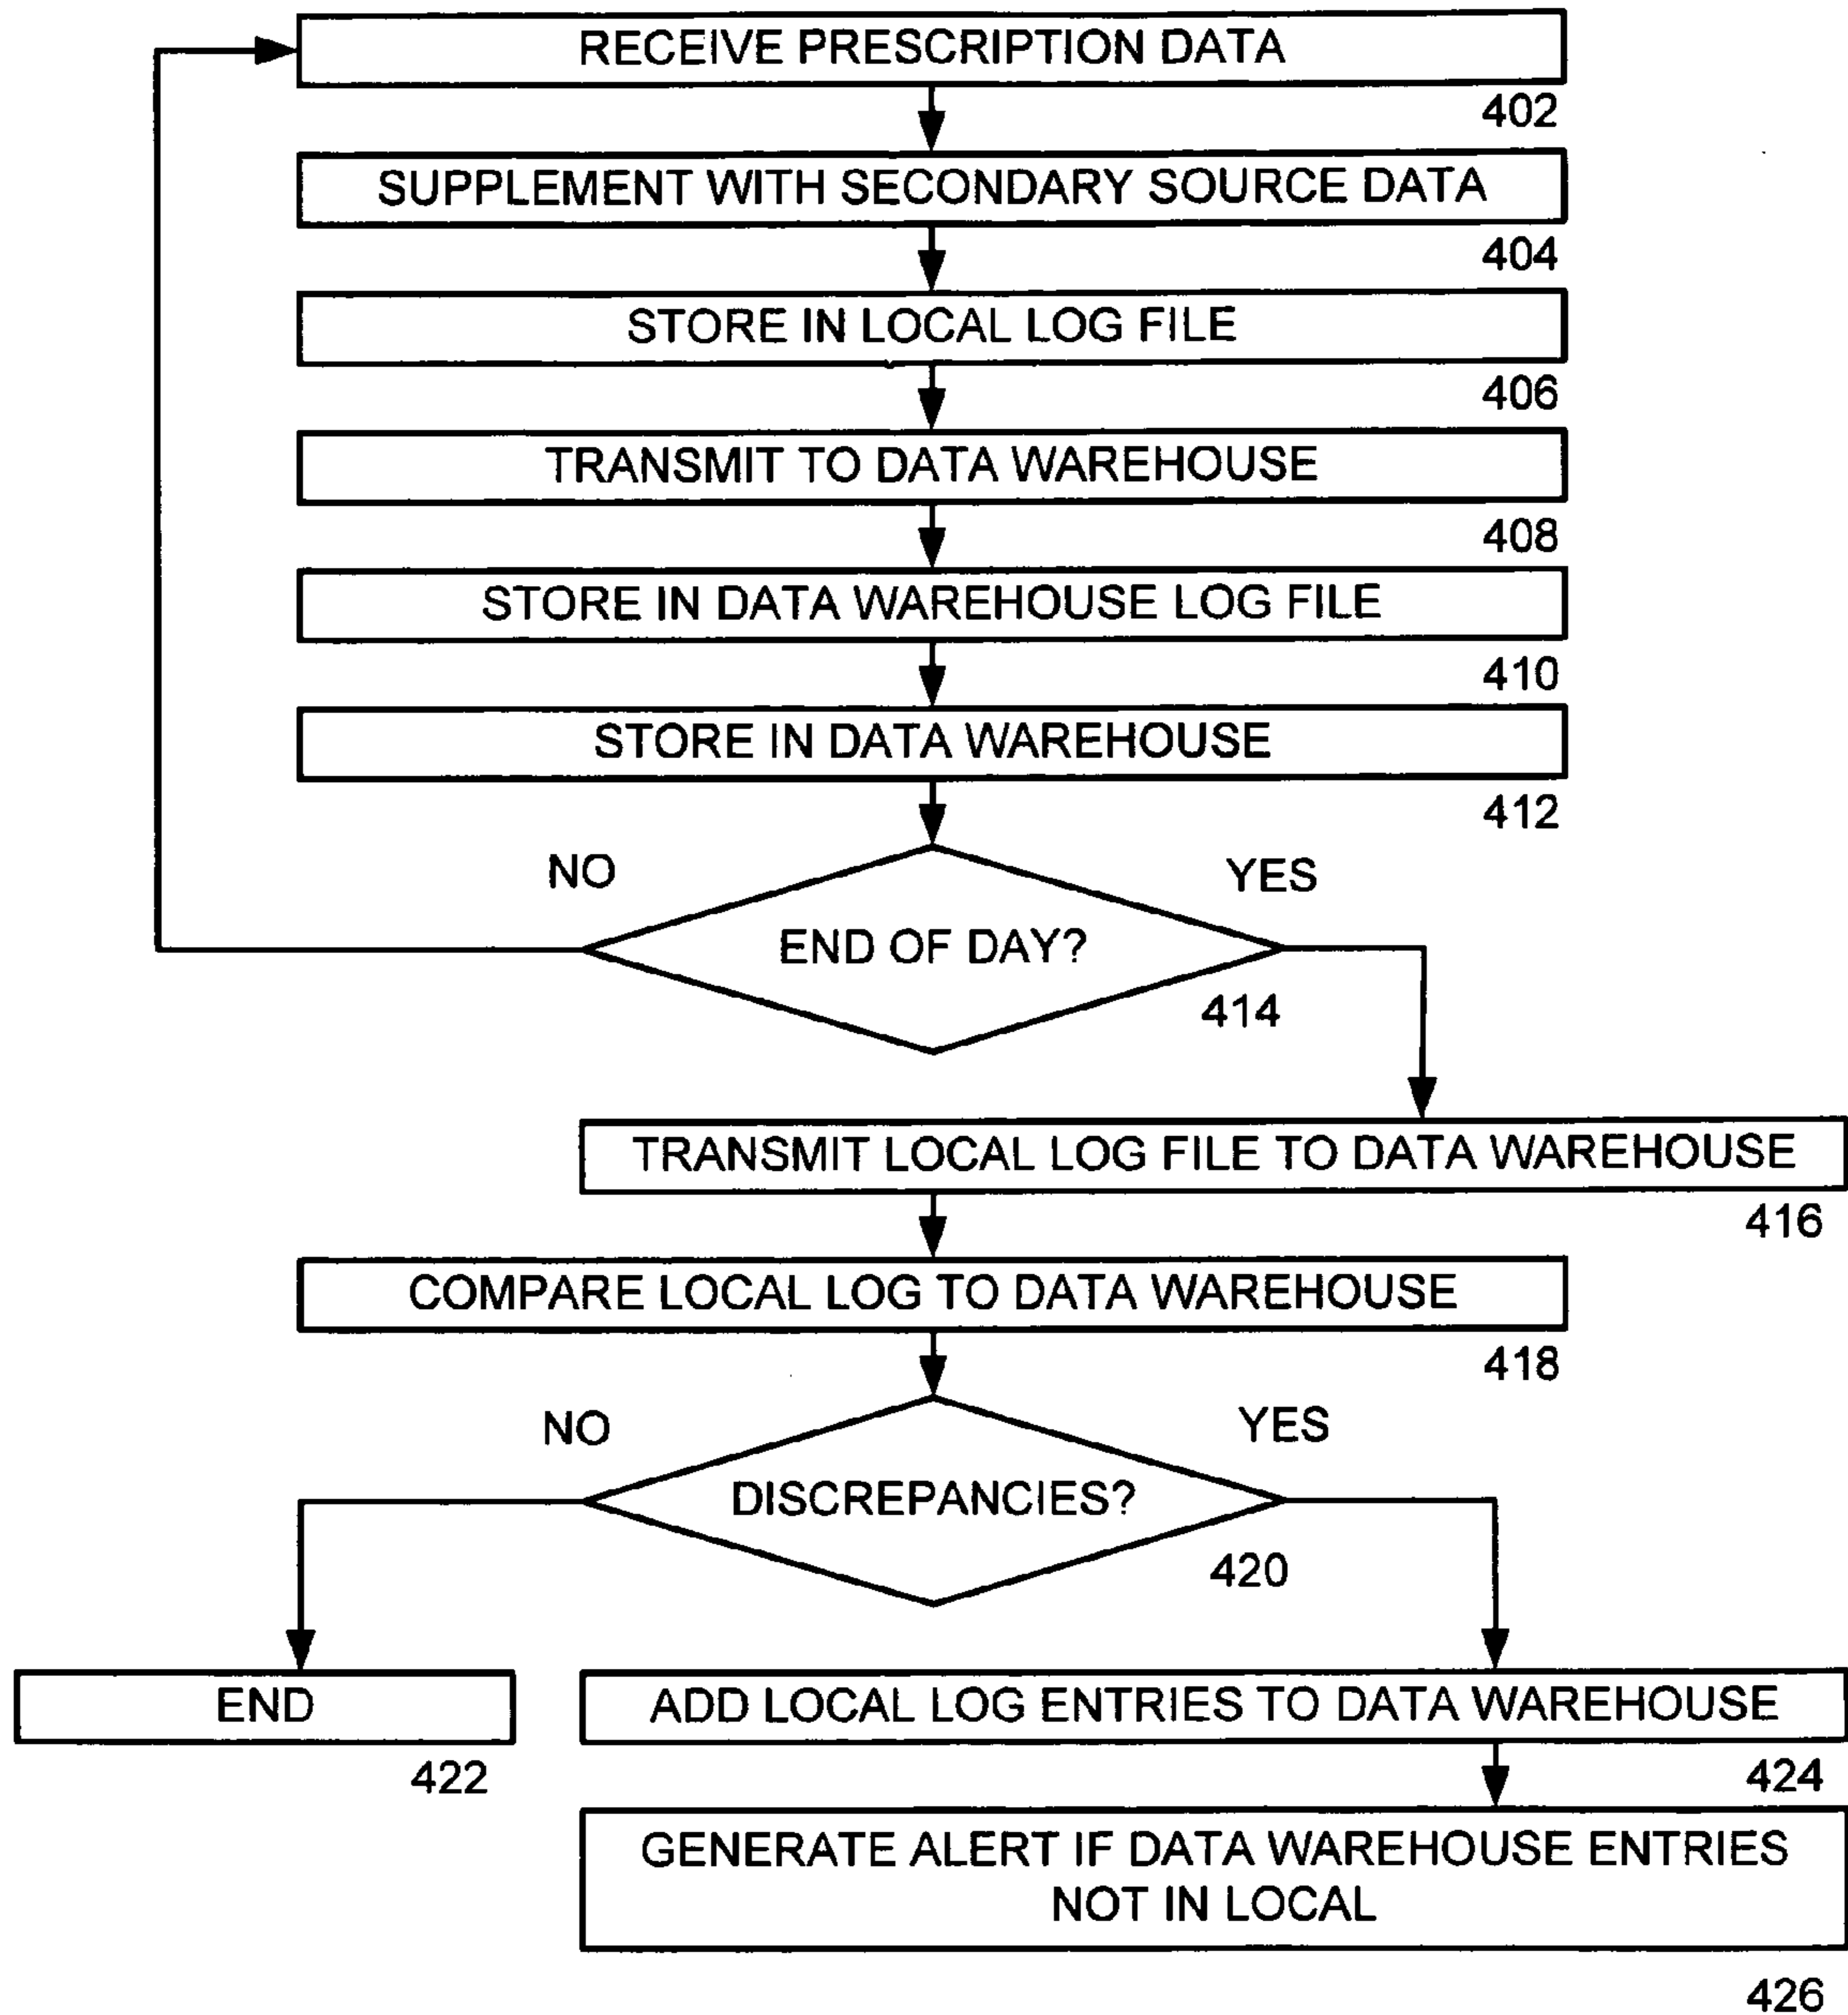 RECEIVE PRESCRIPTION DATA
402
SUPPLEMENT WITH SECONDARY SOURCE DATA
404
STORE IN LOCAL LOG FILE
406
TRANSMIT TO DATA WAREHOUSE
408
STORE IN DATA WAREHOUSE LOG FILE
410
STORE IN DATA WAREHOUSE
412
NO
YES
END OF DAY?
414
TRANSMIT LOCAL LOG FILE TO DATA WAREHOUSE
416
COMPARE LOCAL LOG TO DATA WAREHOUSE
418
NO
YES
DISCREPANCIES?
420
END
422
ADD LOCAL LOG ENTRIES TO DATA WAREHOUSE
424
GENERATE ALERT IF DATA WAREHOUSE ENTRIES
NOT IN LOCAL
426